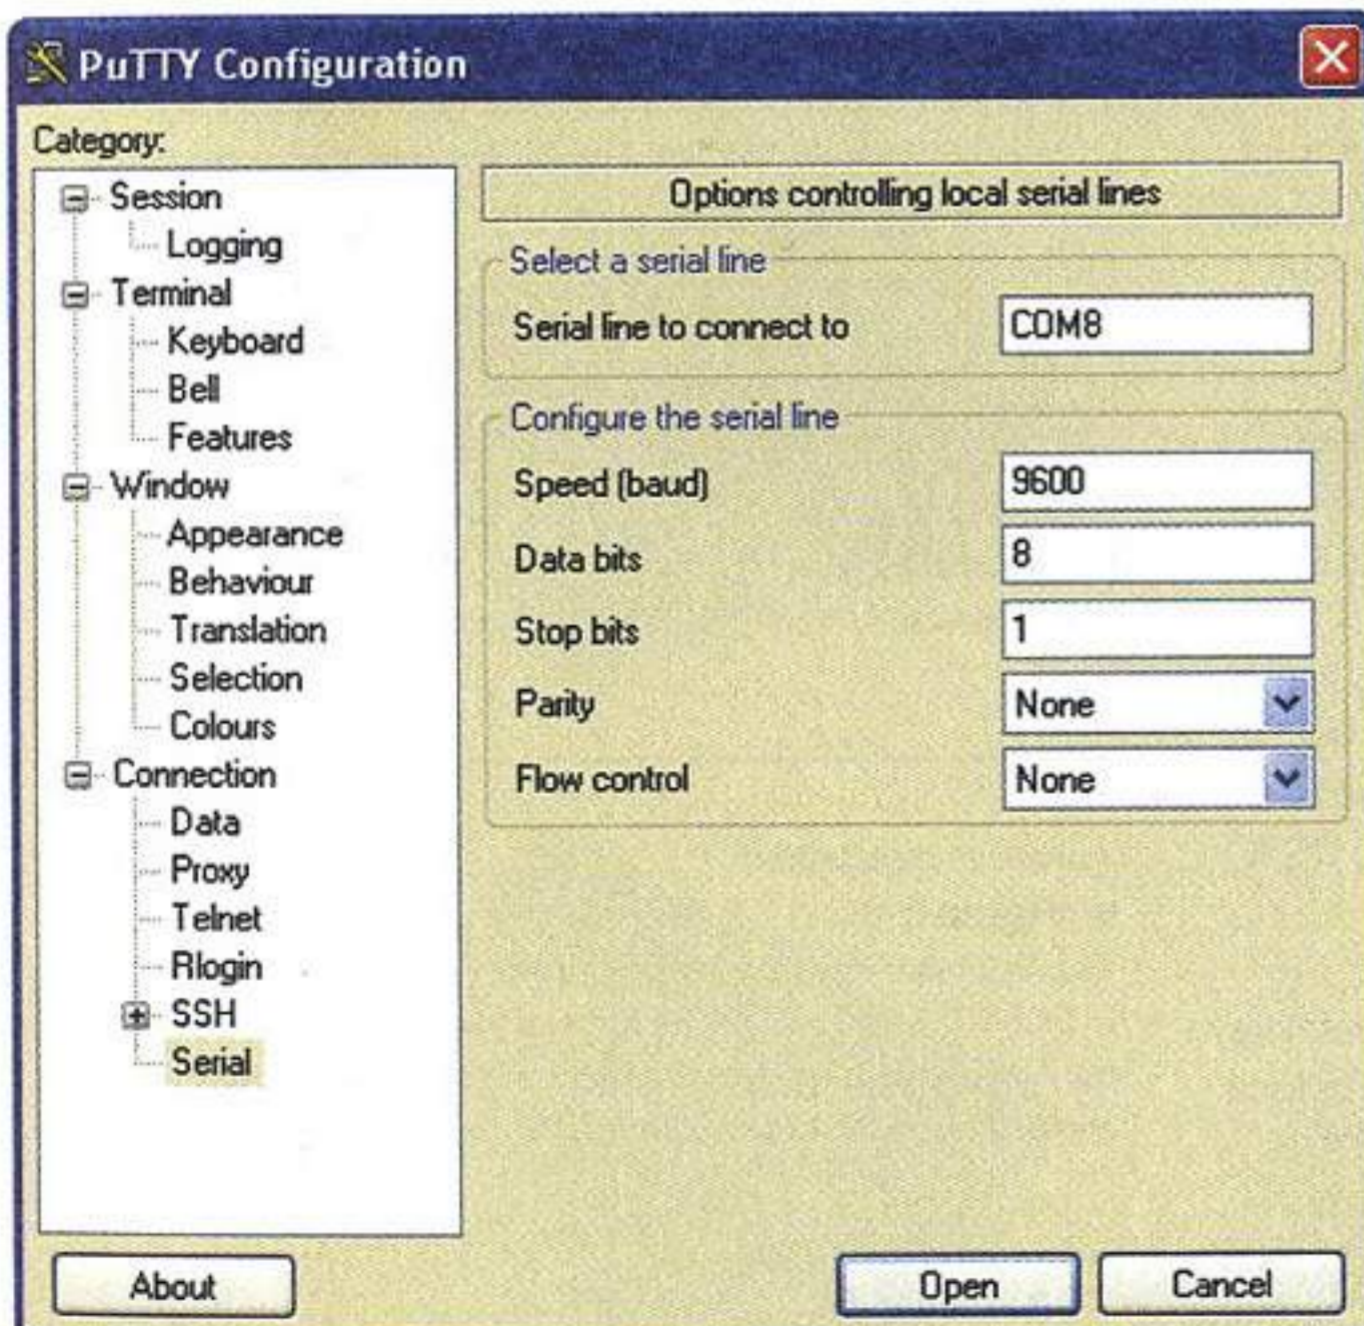 PuTTY Configuration
Category:
Session
Logging
Terminal
Keyboard
Bell
Features
Window
Appearance
Behaviour
Translation
Selection
Colours
Connection
Data
Proxy
Telnet
Rlogin
SSH
Serial
Options controlling local serial lines
Select a serial line
Serial line to connect to COM8
Configure the serial line
Speed (baud) 9600
Data bits 8
Stop bits 1
Parity None
Flow control None
About Open Cancel